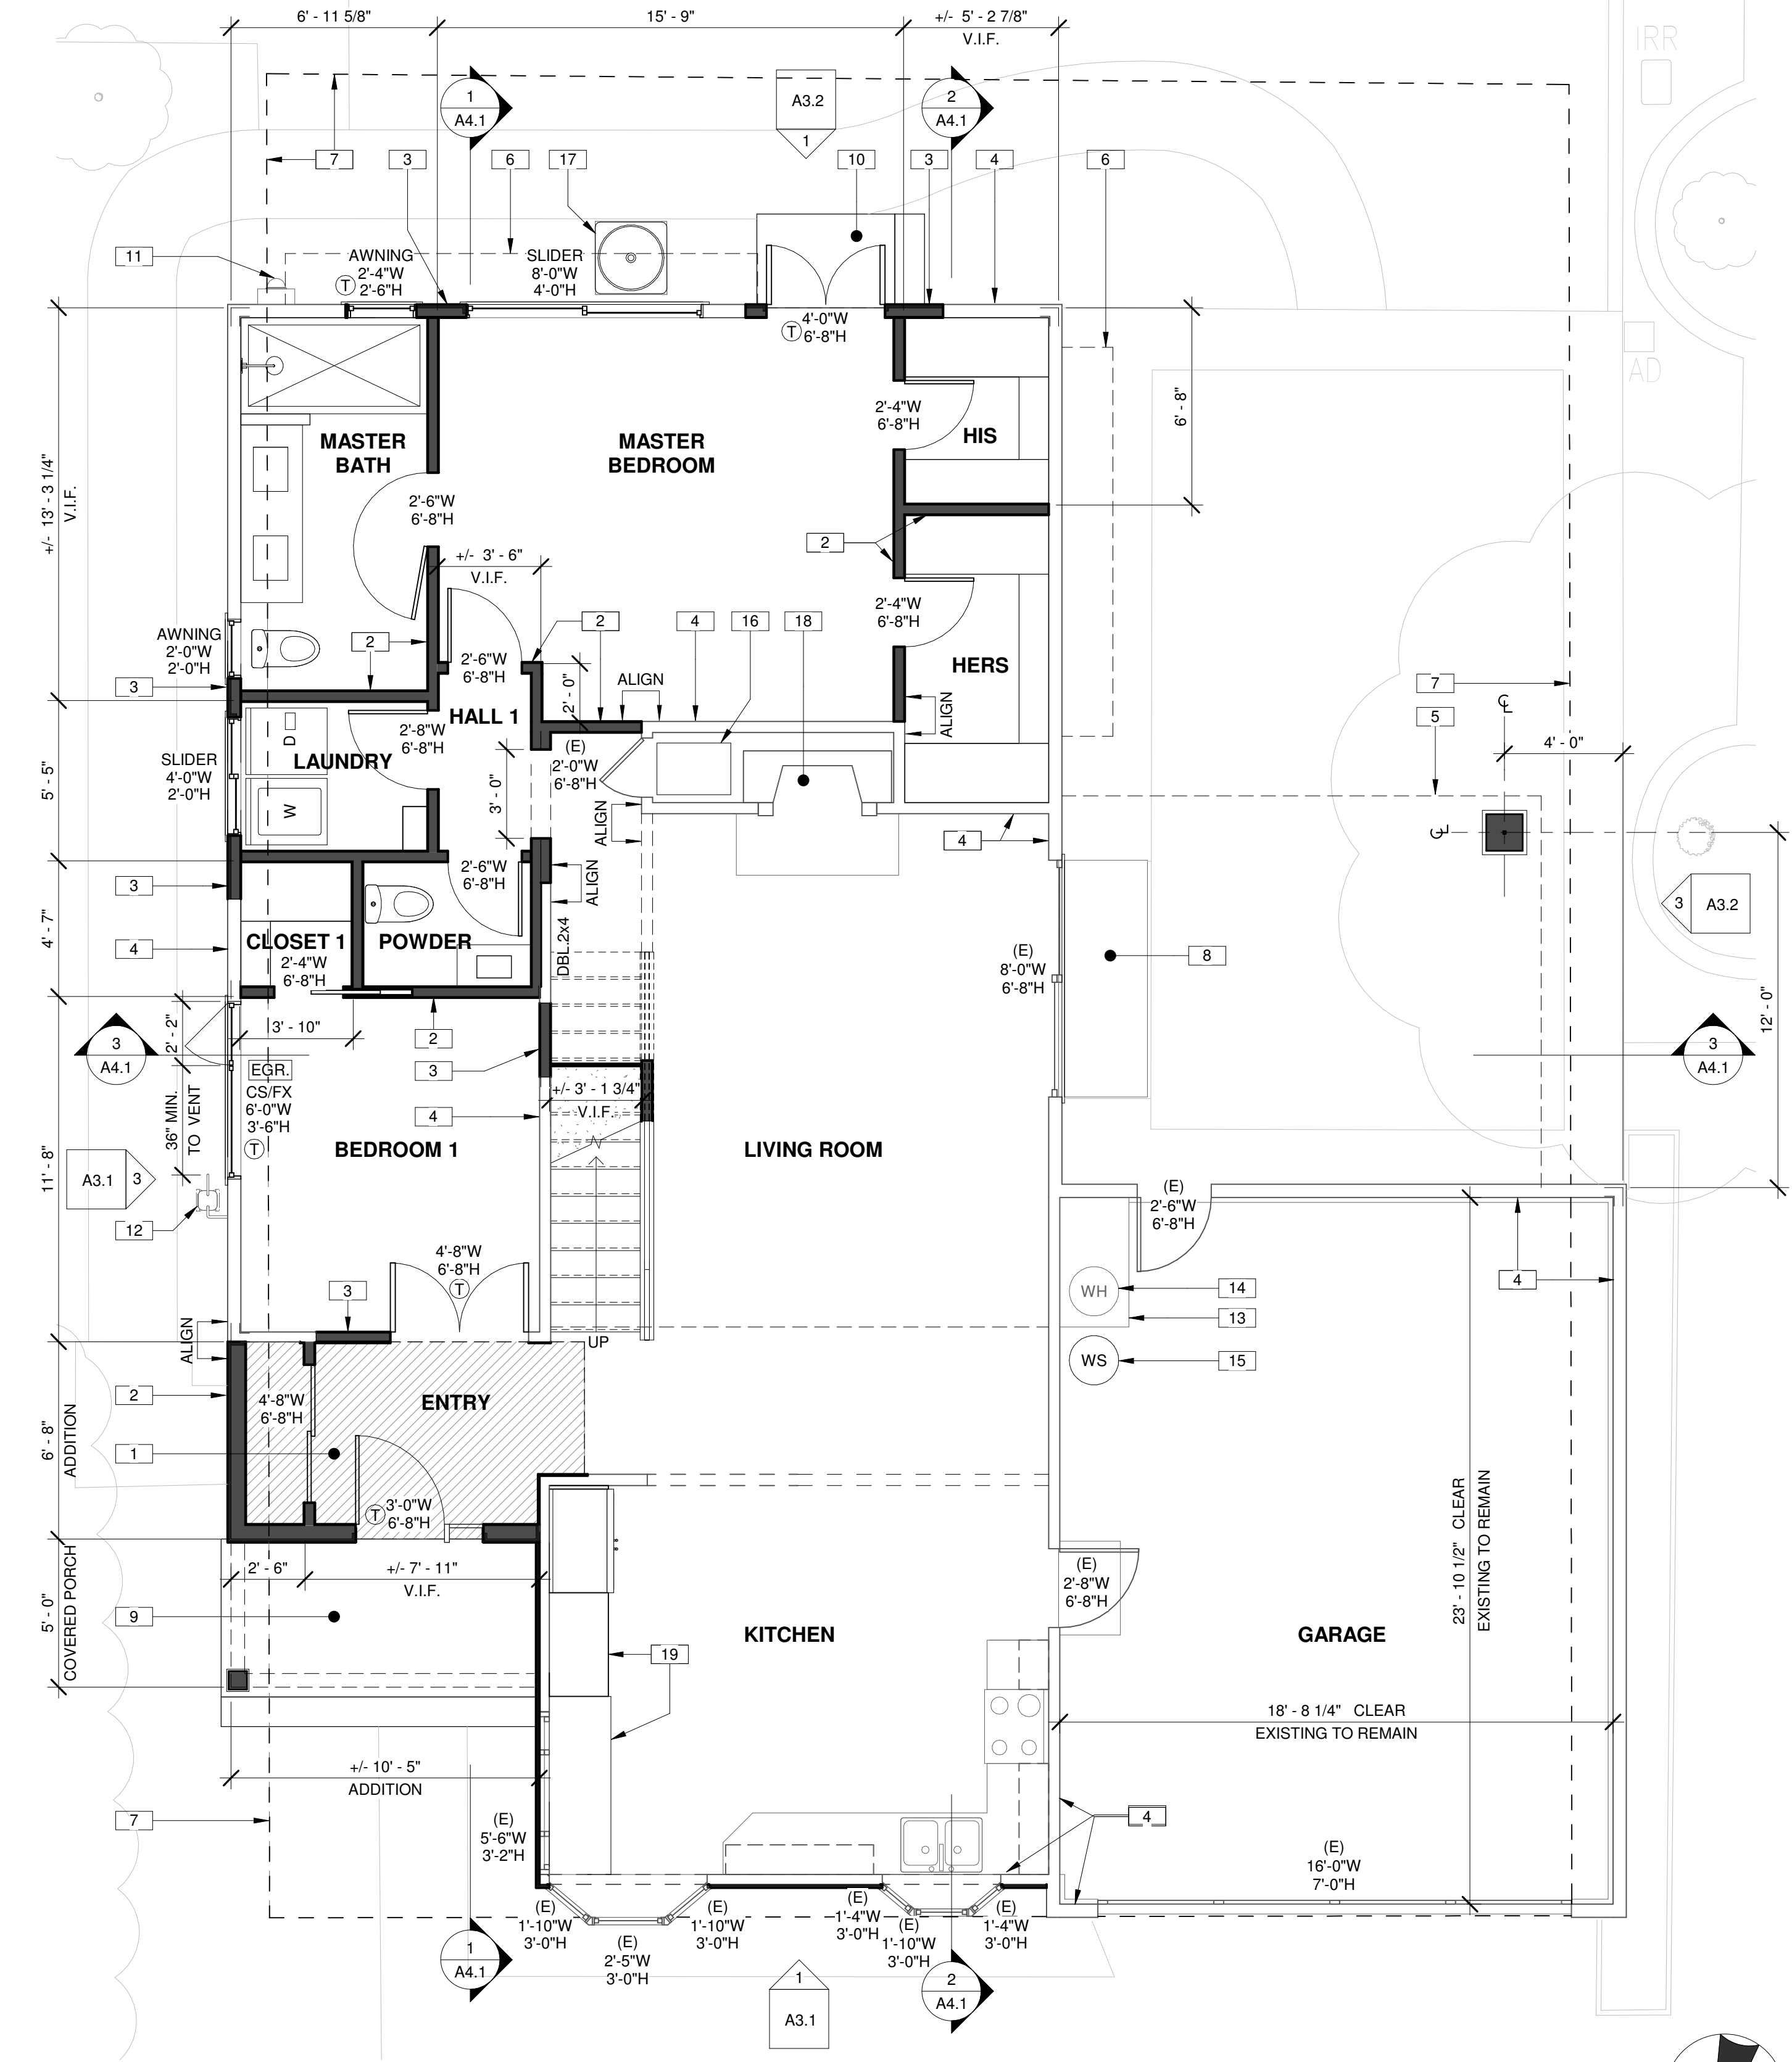 6' - 11 5/8"
15' - 9"
+/- 5' - 2 7/8"
V.I.F.
IRR
1
A4.1
A3.2
1
2
A4.1
7
3
6
17
10
3
4
6
11
AWNING
2'-4"W
2'-6"H
T
SLIDER
8'-0"W
4'-0"H
4'-0"W
6'-8"H
T
AD
+/- 13' - 3 1/4"
V.I.F.
6' - 8"
MASTER
BATH
MASTER
BEDROOM
2'-4"W
6'-8"H
HIS
2'-6"W
6'-8"H
2
+/- 3' - 6"
V.I.F.
2'-4"W
6'-8"H
AWNING
2'-0"W
2'-0"H
2
2
4
16
18
2'-6"W
6'-8"H
HERS
3
2' - 0"
ALIGN
ALIGN
7
5
CL
4' - 0"
HALL 1
2'-8"W
6'-8"H
D
LAUNDRY
W
SLIDER
4'-0"W
2'-0"H
5' - 5"
(E)
2'-0"W
6'-8"H
3' - 0"
ALIGN
4
CL
3
2'-6"W
6'-8"H
ALIGN
3
A3.2
4' - 7"
4
CLOSET 1
2'-4"W
6'-8"H
POWDER
DBL.2x4
(E)
8'-0"W
6'-8"H
8
12' - 0"
3
A4.1
2' - 2"
3' - 10"
2
3
3
A4.1
EGR.
CS/FX
6'-0"W
3'-6"H
T
36" MIN.
TO VENT
+/- 3' - 1 3/4"
V.I.F.
4
11' - 8"
A3.1
3
BEDROOM 1
LIVING ROOM
12
(E)
2'-6"W
6'-8"H
4'-8"W
6'-8"H
T
3
WH
14
13
4
ALIGN
UP
WS
15
2
4'-8"W
6'-8"H
ENTRY
1
6' - 8"
ADDITION
3'-0"W
6'-8"H
T
23' - 10 1/2" CLEAR
EXISTING TO REMAIN
2' - 6"
+/- 7' - 11"
V.I.F.
(E)
2'-8"W
6'-8"H
5' - 0"
COVERED PORCH
9
19
KITCHEN
GARAGE
18' - 8 1/4" CLEAR
EXISTING TO REMAIN
+/- 10' - 5"
ADDITION
7
(E)
5'-6"W
3'-2"H
4
(E)
16'-0"W
7'-0"H
(E)
1'-10"W
3'-0"H
(E)
2'-5"W
3'-0"H
(E)
1'-10"W
3'-0"H
(E)
1'-4"W
3'-0"H
(E)
1'-10"W
3'-0"H
(E)
1'-4"W
3'-0"H
1
A4.1
1
A3.1
2
A4.1